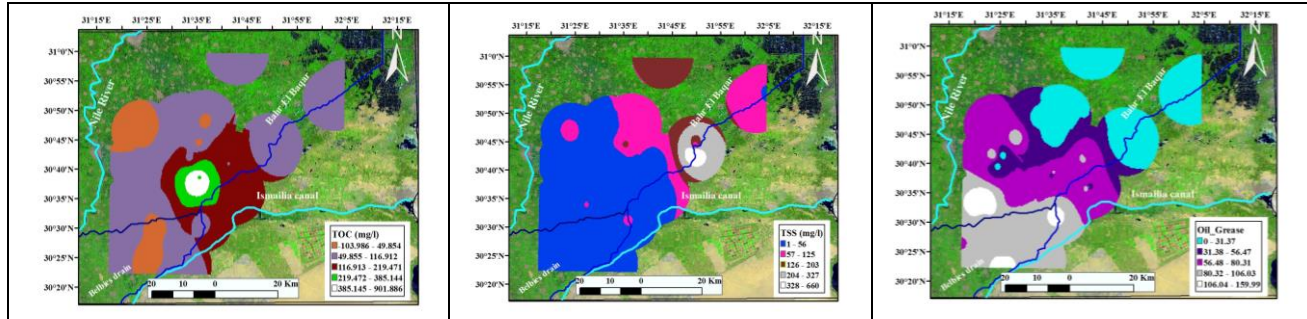 31°15'E 31°25'E 31°35'E 31°45'E 31°55'E 32°5'E 32°15'E
31°0'N
30°55'N
30°50'N
30°45'N
30°40'N
30°35'N
30°30'N
30°25'N
30°20'N
N
Nile River
Bahr El Baqar
Ismailia canaf
Belbies drain
TOC (mg/l)
-103.986 - 49.854
49.855 - 116.912
116.913 - 219.471
219.472 - 385.144
385.145 - 901.886
20 10 0 20 Km
31°15'E 31°25'E 31°35'E 31°45'E 31°55'E 32°5'E 32°15'E
31°0'N
30°55'N
30°50'N
30°45'N
30°40'N
30°35'N
30°30'N
30°25'N
30°20'N
N
Nile River
Bahr El Baqar
Ismailia canaf
Belbies drain
TSS (mg/l)
1 - 56
57 - 125
126 - 203
204 - 327
328 - 660
20 10 0 20 Km
31°15'E 31°25'E 31°35'E 31°45'E 31°55'E 32°5'E 32°15'E
31°0'N
30°55'N
30°50'N
30°45'N
30°40'N
30°35'N
30°30'N
30°25'N
30°20'N
N
Nile River
Bahr El Baqar
Ismailia canaf
Belbies drain
Oil_Grease
0 - 31.37
31.38 - 56.47
56.48 - 80.31
80.32 - 106.03
106.04 - 159.99
20 10 0 20 Km